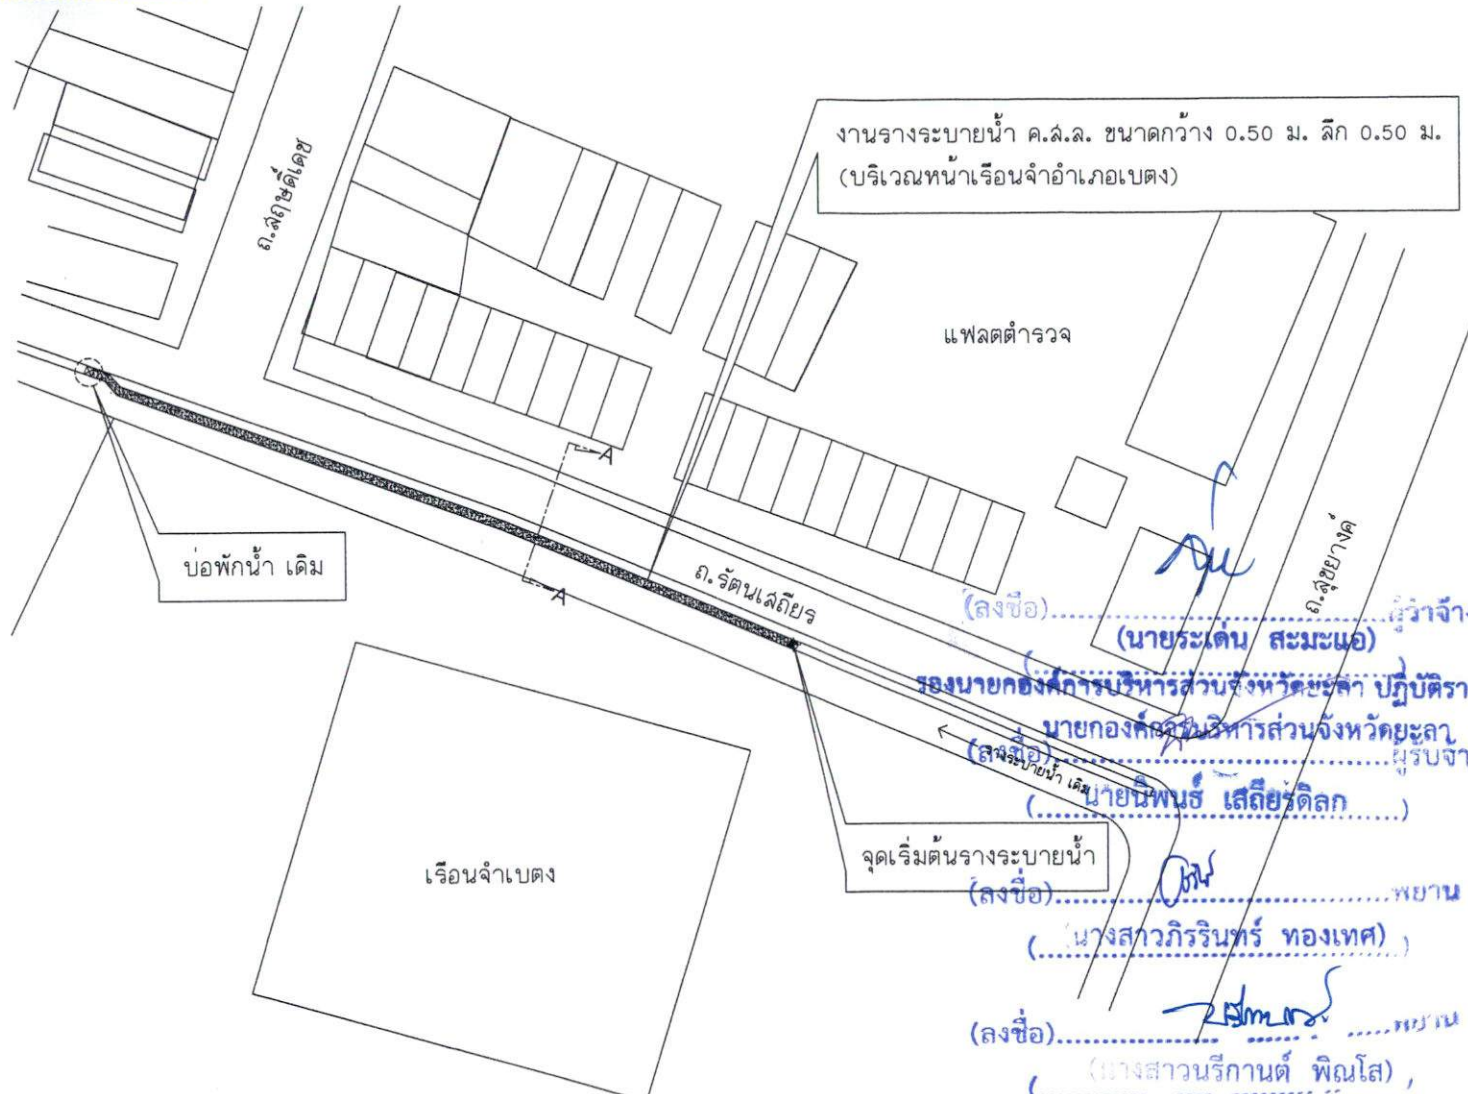 งานรางระบายน้ำ ค.ส.ล. ขนาดกว้าง 0.50 ม. ลึก 0.50 ม.
(บริเวณหน้าเรือนจำอำเภอเบตง)
ถ.สฤษดิ์เดช
แฟลตตำรวจ
A
บ่อพักน้ำ เดิม
A
ถ.รัตนเสถียร
ถ.สุขยางค์
(ลงชื่อ)..............................ผู้ว่าจ้าง
(นายระเด่น สะมะแอ)
รองนายกองค์การบริหารส่วนจังหวัดยะลา ปฏิบัติรา
นายกองค์การบริหารส่วนจังหวัดยะลา
(ลงชื่อ)..............................ผู้รับจ้า
รางระบายน้ำ เดิม
(นายนิพนธ์ เสถียรดิลก)
จุดเริ่มต้นรางระบายน้ำ
เรือนจำเบตง
(ลงชื่อ)..............................พยาน
(นางสาวภิรรินทร์ ทองเทศ)
(ลงชื่อ)..............................พยาน
(นางสาวนรีกานต์ พิณโส)